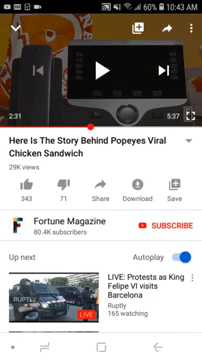 60% 10:43 AM
2:31
5:37
Here Is The Story Behind Popeyes Viral
Chicken Sandwich
29K views
343
71
Share
Download
Save
Fortune Magazine
80.4K subscribers
SUBSCRIBE
Up next
Autoplay
RUPTLY
LIVE
LIVE: Protests as King
Felipe VI visits
Barcelona
Ruptly
165 watching